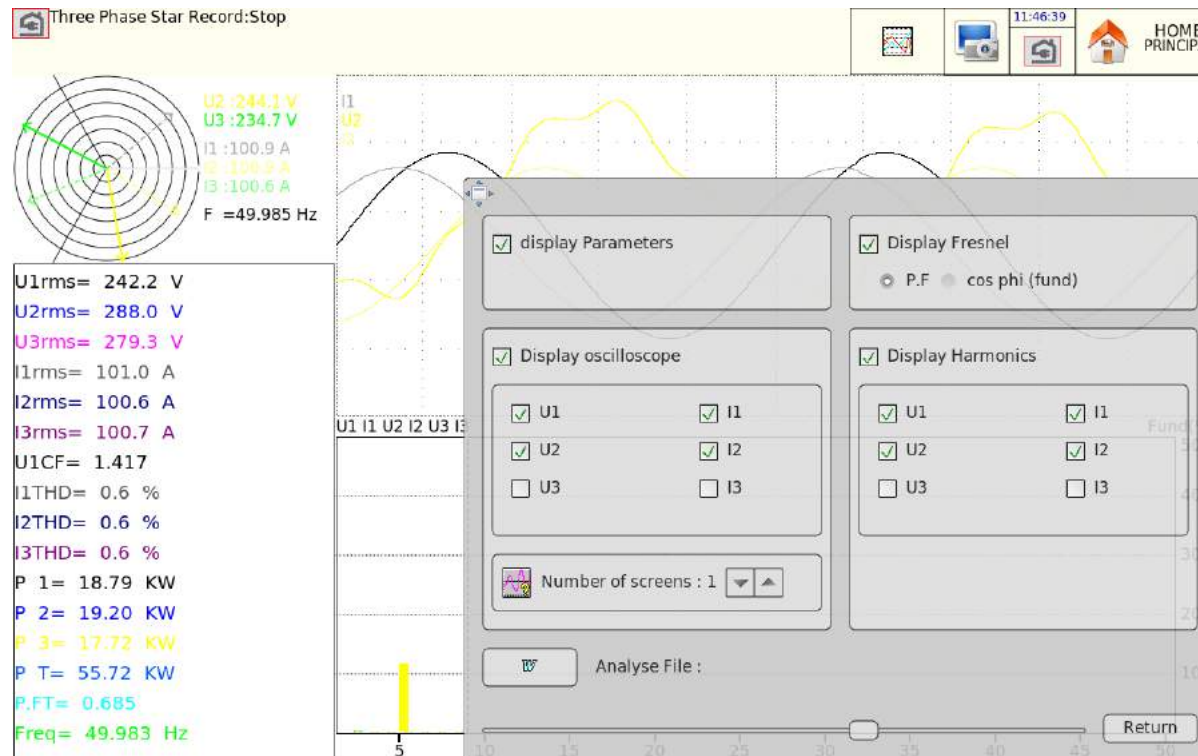 Three Phase Star Record:Stop
11:46:39
HOME
PRINCIP
U2 :244.1 V
U3 :234.7 V
I1 :100.9 A
I3 :100.6 A
F =49.985 Hz
I1
U2
U1rms= 242.2 V
U2rms= 288.0 V
U3rms= 279.3 V
I1rms= 101.0 A
I2rms= 100.6 A
I3rms= 100.7 A
U1CF= 1.417
I1THD= 0.6 %
I2THD= 0.6 %
I3THD= 0.6 %
P 1= 18.79 KW
P 2= 19.20 KW
P 3= 17.72 KW
P T= 55.72 KW
P.FT= 0.685
Freq= 49.983 Hz
display Parameters
Display Fresnel
P.F cos phi (fund)
Display oscilloscope
U1 I1
U2 I2
U3 I3
Display Harmonics
U1 I1
U2 I2
U3 I3
Number of screens : 1
Analyse File :
Return
U1 I1 U2 I2 U3 I3
Fund
5 10 15 20 25 30 35 40 45 50